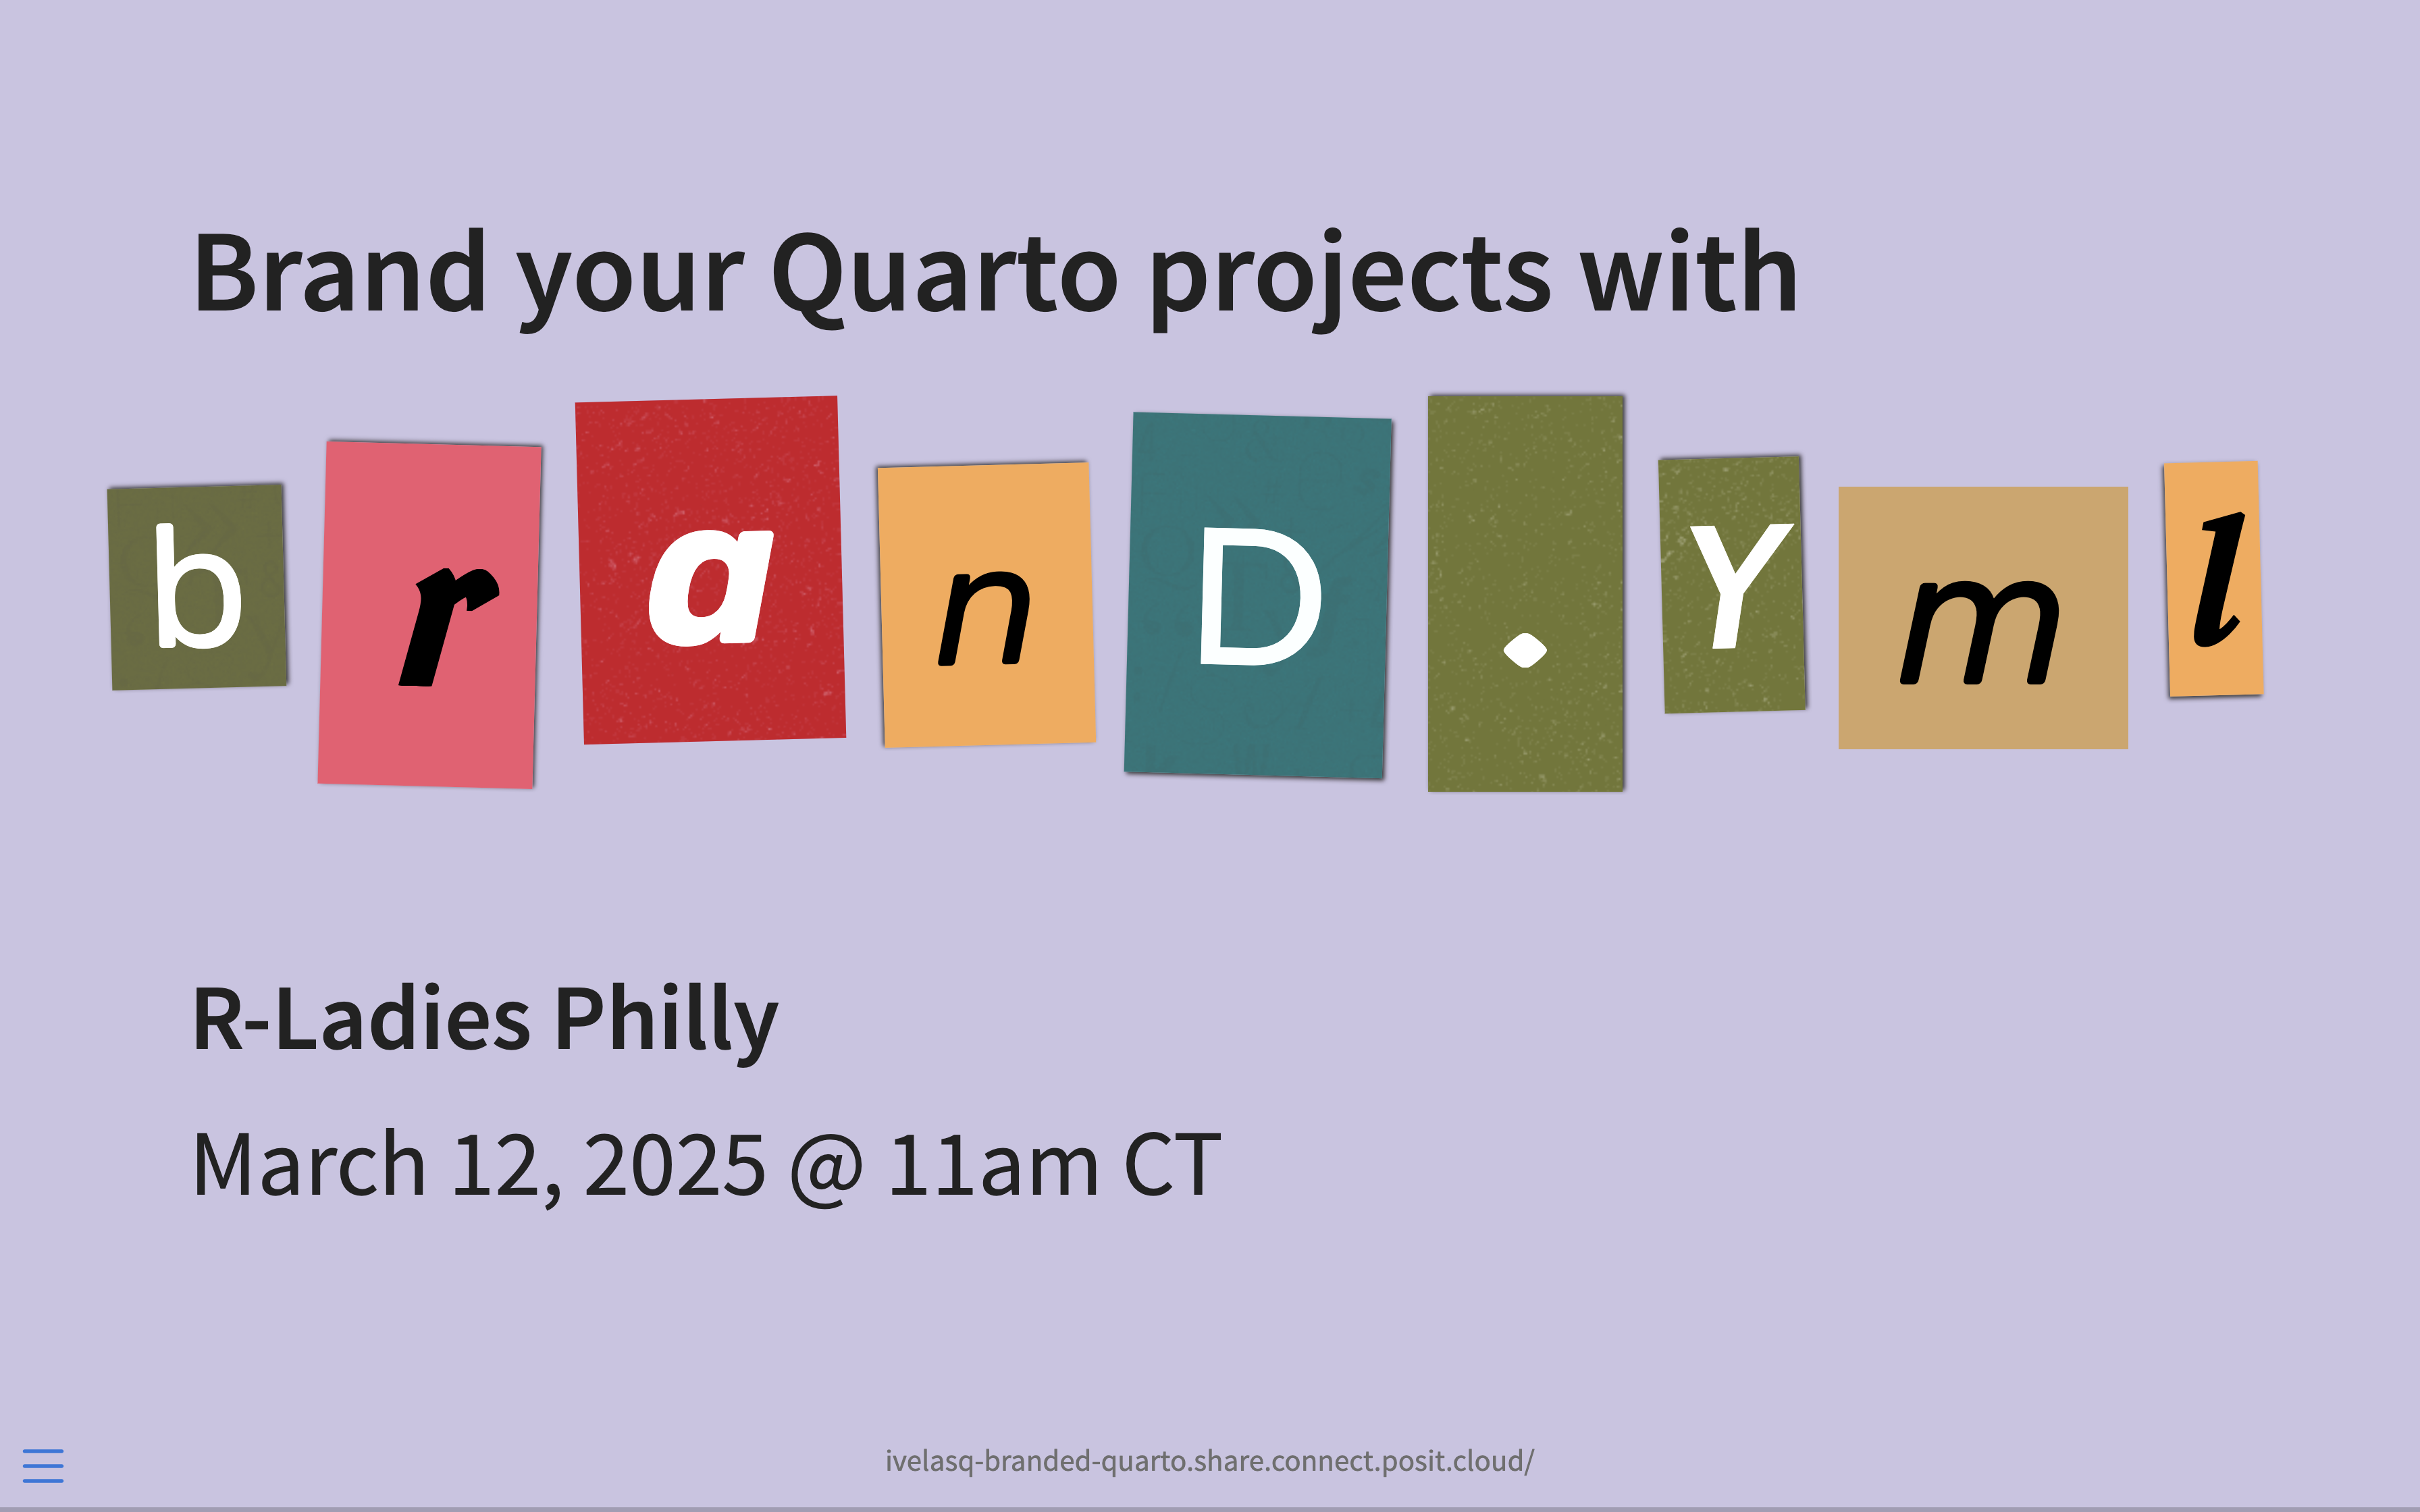 Brand your Quarto projects with
branD.Yml
R-Ladies Philly
March 12, 2025 @ 11am CT
ivelasq-branded-quarto.share.connect.posit.cloud/